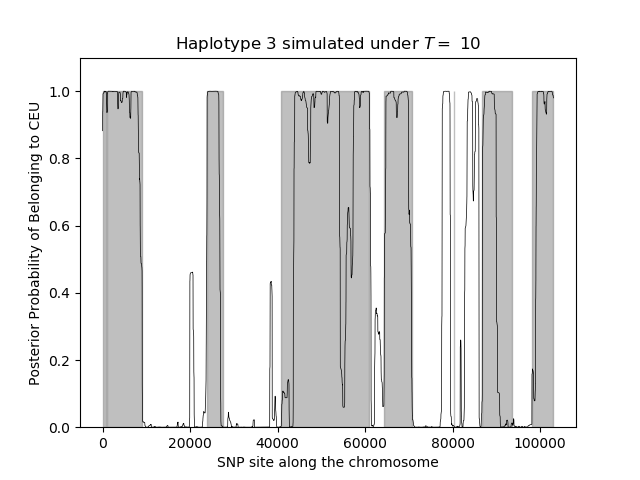 Haplotype 3 simulated under T = 10
Posterior Probability of Belonging to CEU
1.0
0.8
0.6
0.4
0.2
0.0
0 20000 40000 60000 80000 100000
SNP site along the chromosome